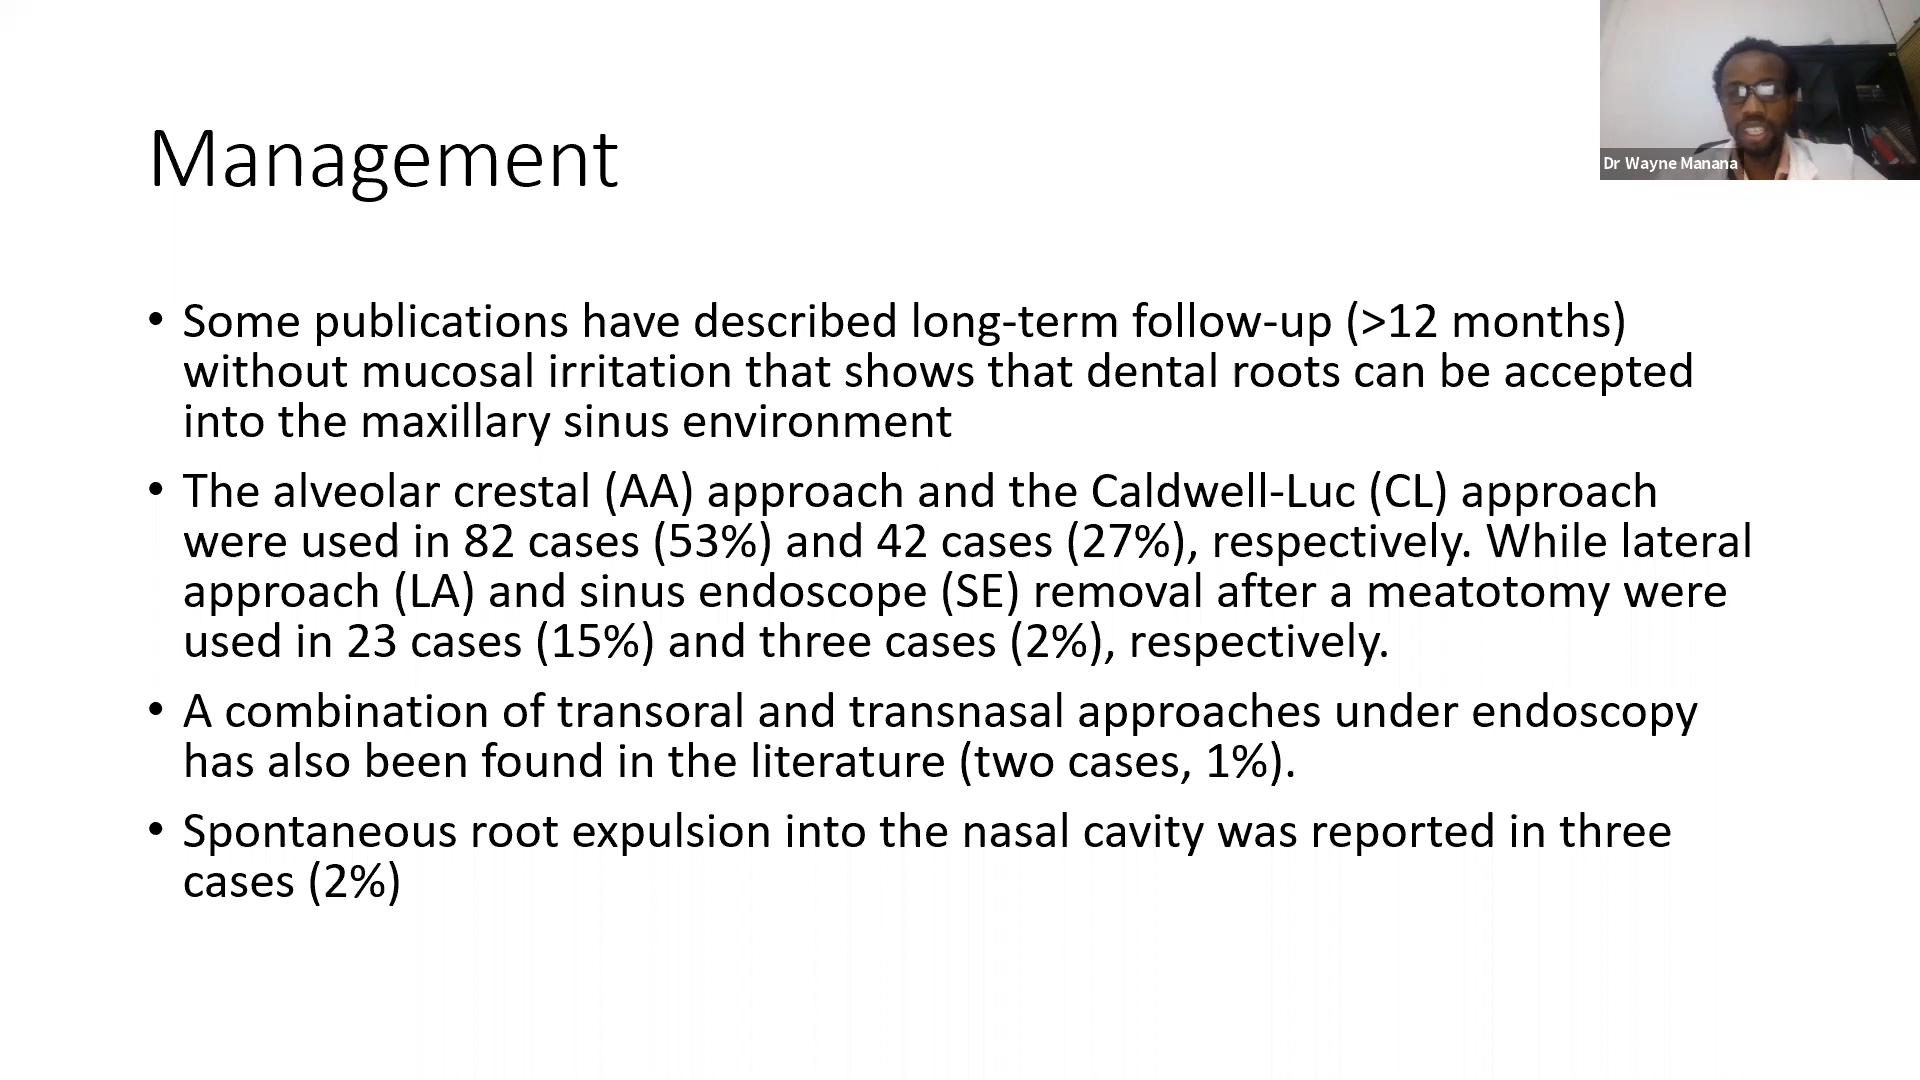 Management
Dr Wayne Manana
• Some publications have described long-term follow-up (>12 months)
without mucosal irritation that shows that dental roots can be accepted
into the maxillary sinus environment
• The alveolar crestal (AA) approach and the Caldwell-Luc (CL) approach
were used in 82 cases (53%) and 42 cases (27%), respectively. While lateral
approach (LA) and sinus endoscope (SE) removal after a meatotomy were
used in 23 cases (15%) and three cases (2%), respectively.
• A combination of transoral and transnasal approaches under endoscopy
has also been found in the literature (two cases, 1%).
• Spontaneous root expulsion into the nasal cavity was reported in three
cases (2%)